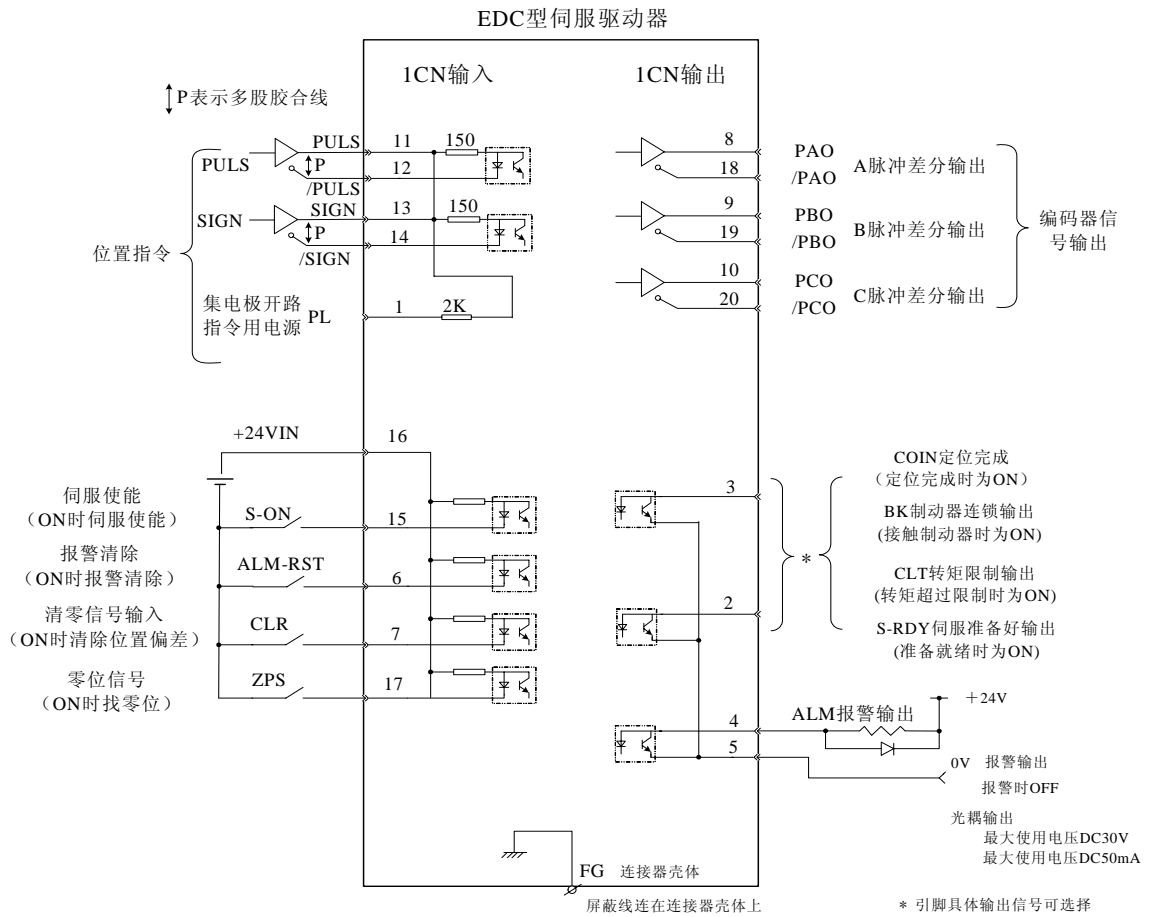 EDC型伺服驱动器
1CN输入
1CN输出
P表示多股胶合线
PULS
PULS
/PULS
P
11
12
150
SIGN
SIGN
/SIGN
P
13
14
150
位置指令
集电极开路
指令用电源
PL
1
2K
8
18
PAO
/PAO
A脉冲差分输出
9
19
PBO
/PBO
B脉冲差分输出
10
20
PCO
/PCO
C脉冲差分输出
编码器信
号输出
+24VIN
16
伺服使能
（ON时伺服使能）
S-ON
15
报警清除
（ON时报警清除）
ALM-RST
6
清零信号输入
（ON时清除位置偏差）
CLR
7
零位信号
（ON时找零位）
ZPS
17
3
2
*
COIN定位完成
（定位完成时为ON）
BK制动器连锁输出
(接触制动器时为ON)
CLT转矩限制输出
(转矩超过限制时为ON)
S-RDY伺服准备好输出
(准备就绪时为ON)
4
5
ALM报警输出
＋24V
0V 报警输出
报警时OFF
光耦输出
最大使用电压DC30V
最大使用电压DC50mA
FG 连接器壳体
屏蔽线连在连接器壳体上
* 引脚具体输出信号可选择